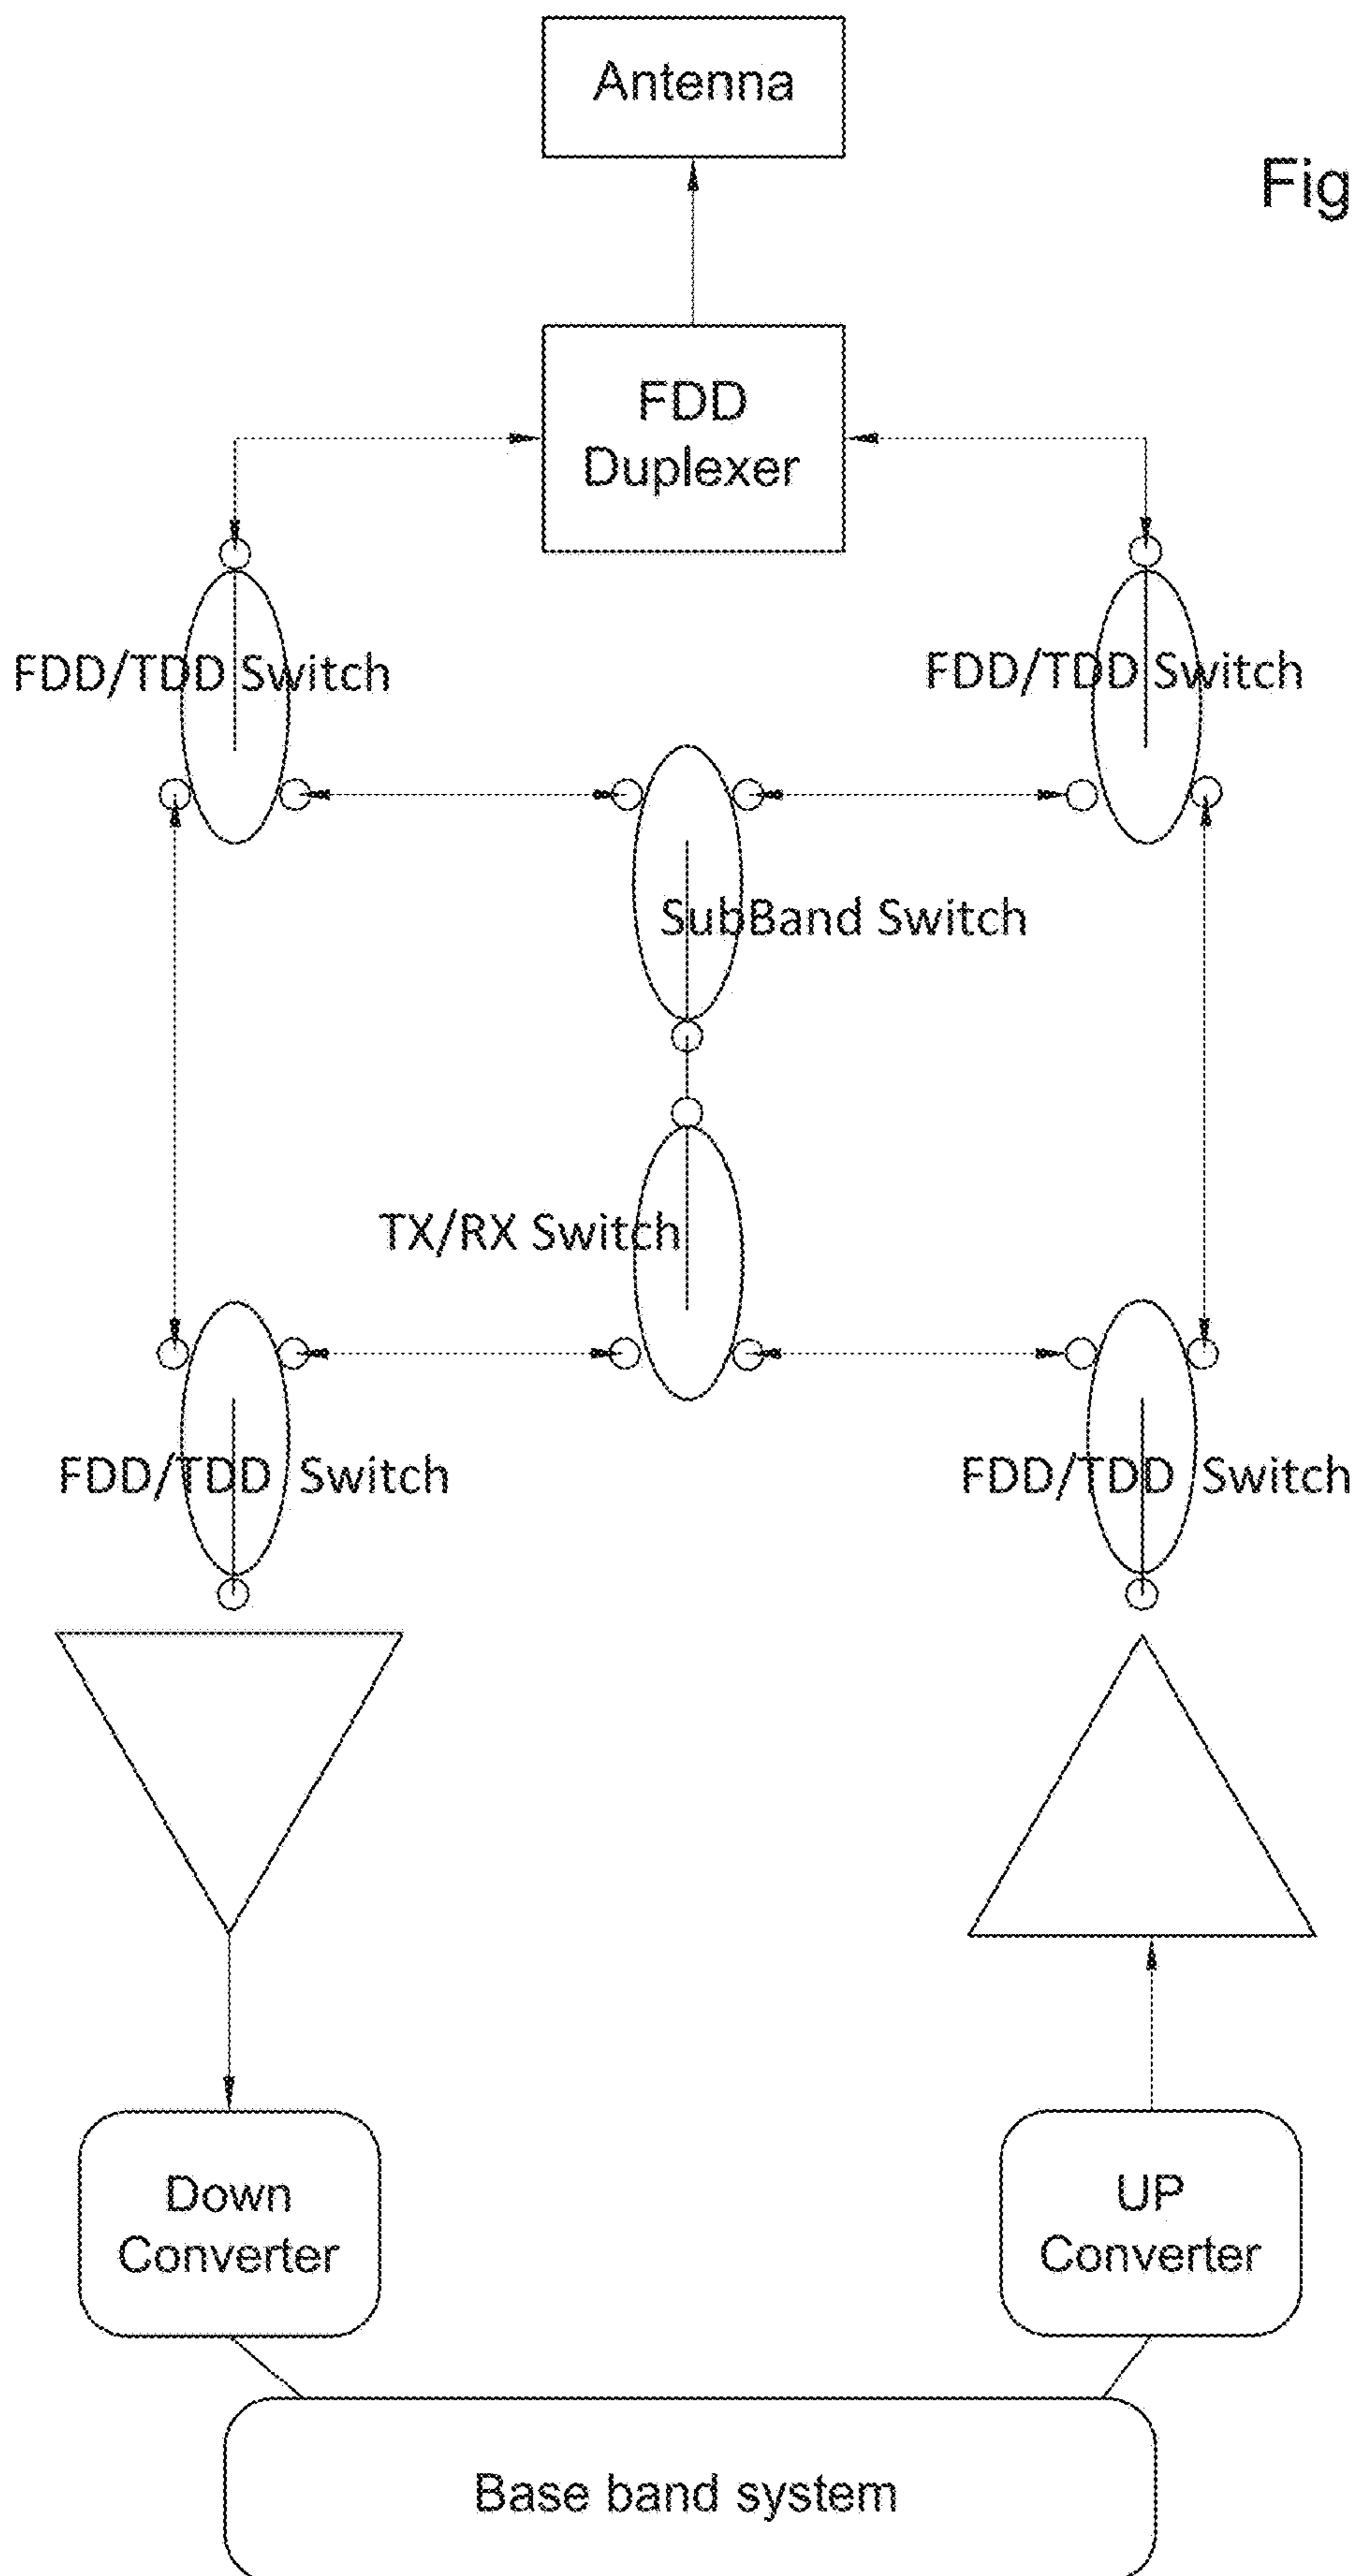 Antenna
Fig
FDD
Duplexer
FDD/TDD Switch
FDD/TDD Switch
SubBand Switch
TX/RX Switch
FDD/TDD Switch
FDD/TDD Switch
Down
Converter
UP
Converter
Base band system